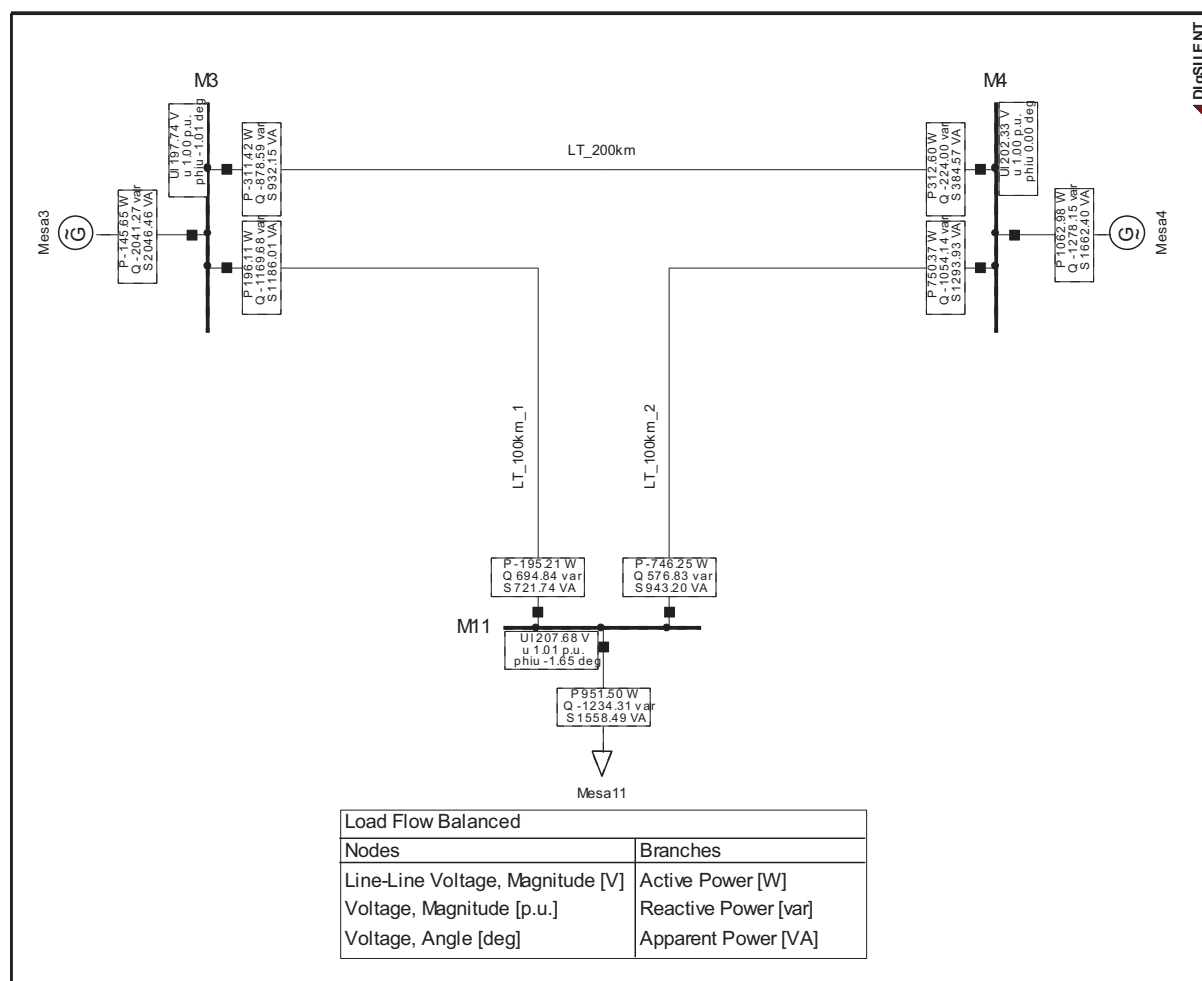 DIgSILENT
M3
M4
Ul 197.74 V
u 1.00 p.u.
phiu -1.01 deg
P -311.42 W
Q -878.59 var
S 932.15 VA
LT_200km
P 312.60 W
Q -224.00 var
S 384.57 VA
Ul 202.33 V
u 1.00 p.u.
phiu 0.00 deg
Mesa3
G
~
P -145.65 W
Q -2041.27 var
S 2046.46 VA
P 196.11 W
Q -1169.68 var
S 1186.01 VA
P 750.37 W
Q -1054.14 var
S 1293.93 VA
P 1062.98 W
Q -1278.15 var
S 1662.40 VA
G
~
Mesa4
LT_100km_1
LT_100km_2
P -195.21 W
Q 694.84 var
S 721.74 VA
P -746.25 W
Q 576.83 var
S 943.20 VA
M11
Ul 207.68 V
u 1.01 p.u.
phiu -1.65 deg
P 951.50 W
Q -1234.31 var
S 1558.49 VA
Mesa11
Load Flow Balanced
Nodes
Branches
Line-Line Voltage, Magnitude [V]
Active Power [W]
Voltage, Magnitude [p.u.]
Reactive Power [var]
Voltage, Angle [deg]
Apparent Power [VA]